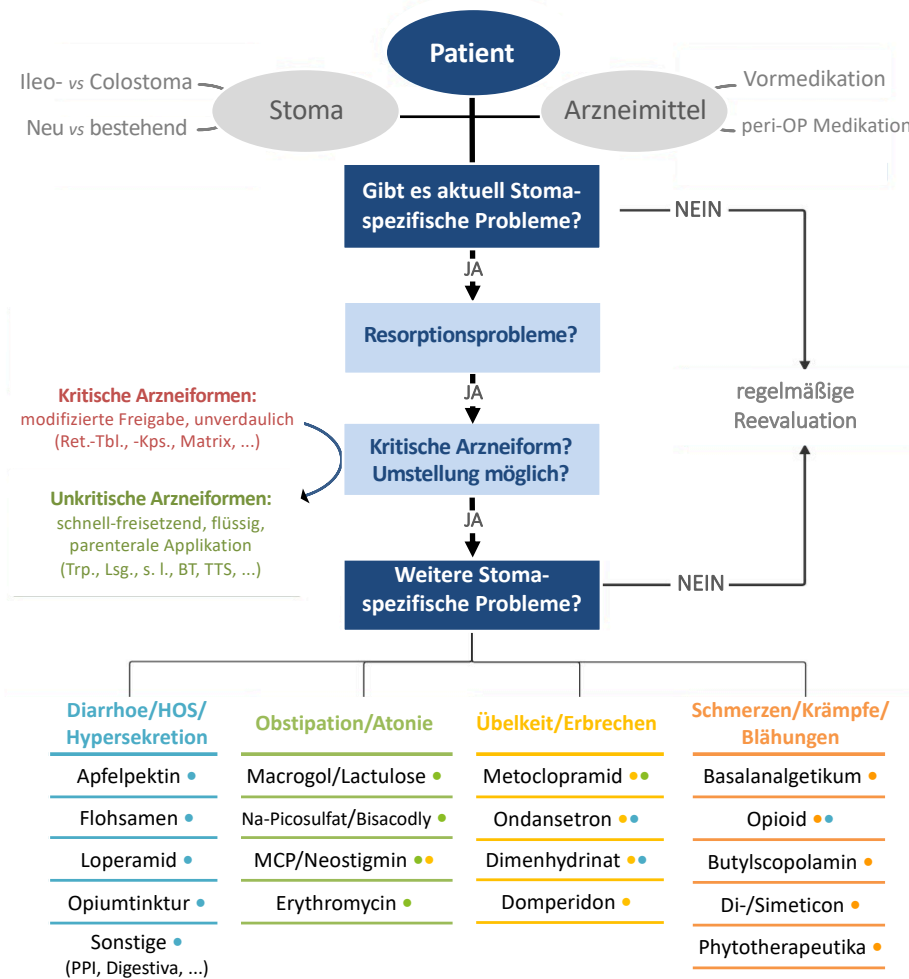 Patient
Ileo- vs Colostoma
Neu vs bestehend
Stoma
Arzneimittel
Vormedikation
peri-OP Medikation
Gibt es aktuell Stoma-
spezifische Probleme?
NEIN
JA
Resorptionsprobleme?
JA
regelmäßige
Reevaluation
Kritische Arzneiformen:
modifizierte Freigabe, unverdaulich
(Ret.-Tbl., -Kps., Matrix, ...)
Kritische Arzneiform?
Umstellung möglich?
Unkritische Arzneiformen:
schnell-freisetzend, flüssig,
parenterale Applikation
(Trp., Lsg., s. l., BT, TTS, ...)
JA
Weitere Stoma-
spezifische Probleme?
NEIN
Diarrhoe/HOS/
Hypersekretion
Apfelpektin
Flohsamen
Loperamid
Opiumtinktur
Sonstige
(PPI, Digestiva, ...)
Obstipation/Atonie
Macrogol/Lactulose
Na-Picosulfat/Bisacodly
MCP/Neostigmin
Erythromycin
Übelkeit/Erbrechen
Metoclopramid
Ondansetron
Dimenhydrinat
Domperidon
Schmerzen/Krämpfe/
Blähungen
Basalanalgetikum
Opioid
Butylscopolamin
Di-/Simeticon
Phytotherapeutika